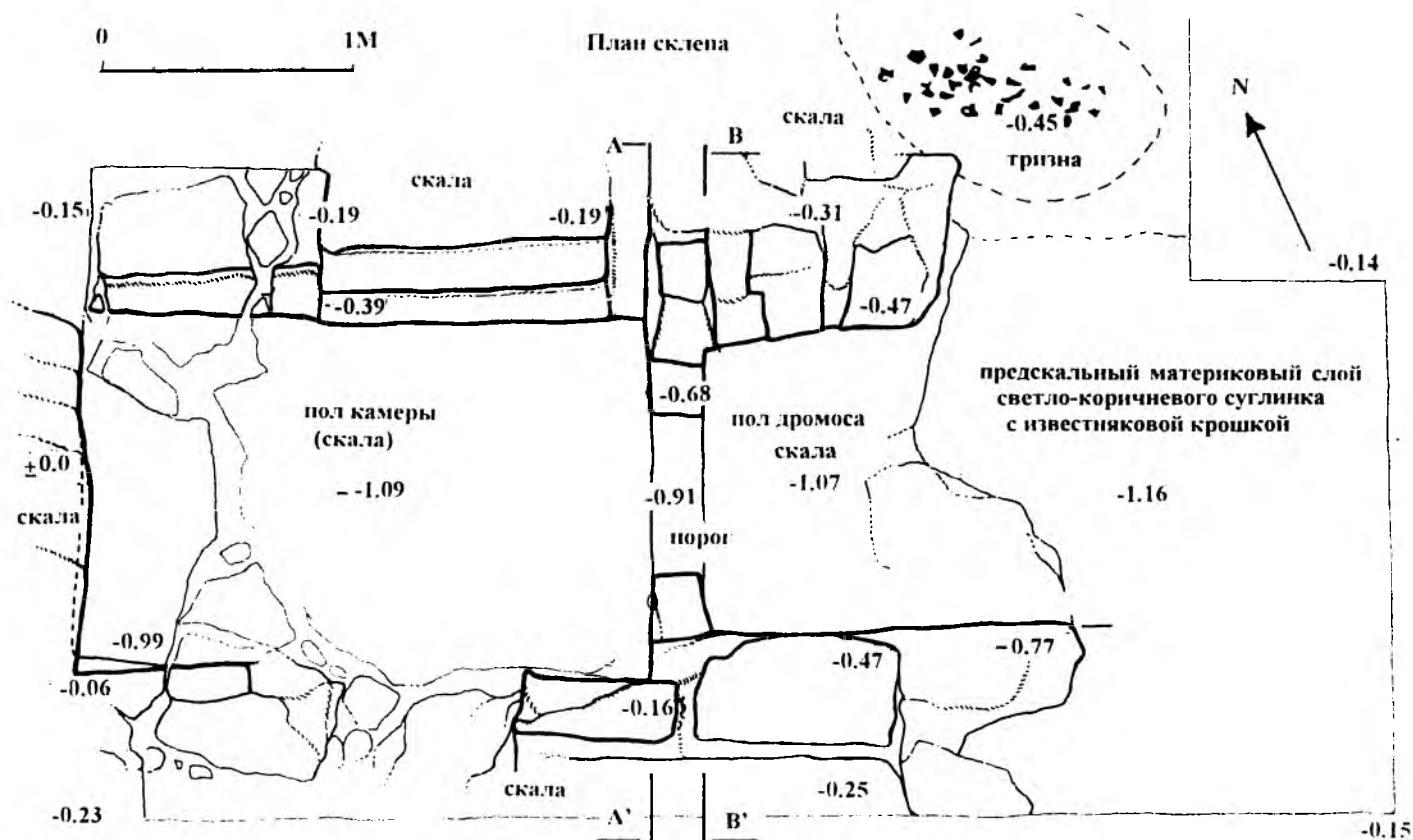 0 1М
План склепа
N
скала
-0.45
тризна
А В
скала
-0.15
-0.19
-0.19
-0.31
-0.14
-0.39
-0.47
предскальный материковый слой
светло-коричневого суглинка
с известняковой крошкой
-0.68
пол камеры
(скала)
пол дромоса
скала
±0.0
-1.09
-0.91
-1.07
-1.16
скала
порог
-0.99
-0.47
-0.77
-0.06
-0.16
скала
-0.25
-0.23
А' В'
-0.15